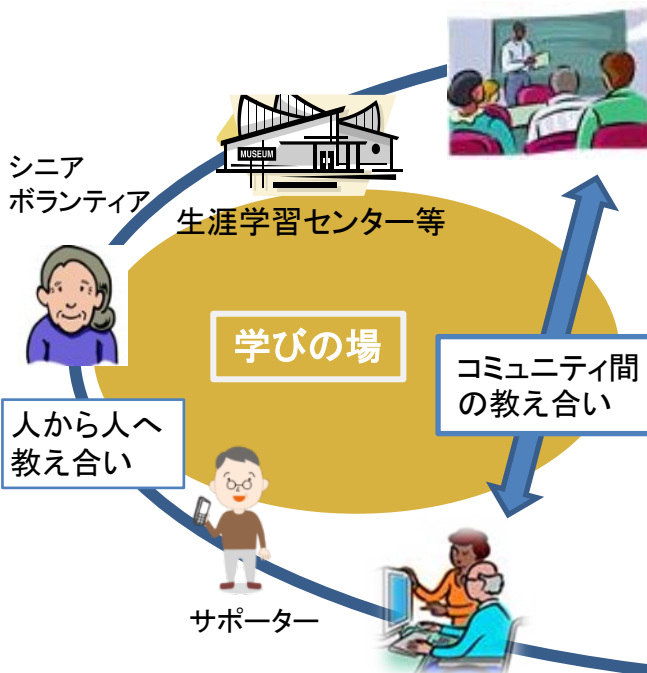 MUSEUM
シニア
ボランティア
生涯学習センター等
学びの場
コミュニティ間
の教え合い
人から人へ
教え合い
サポーター